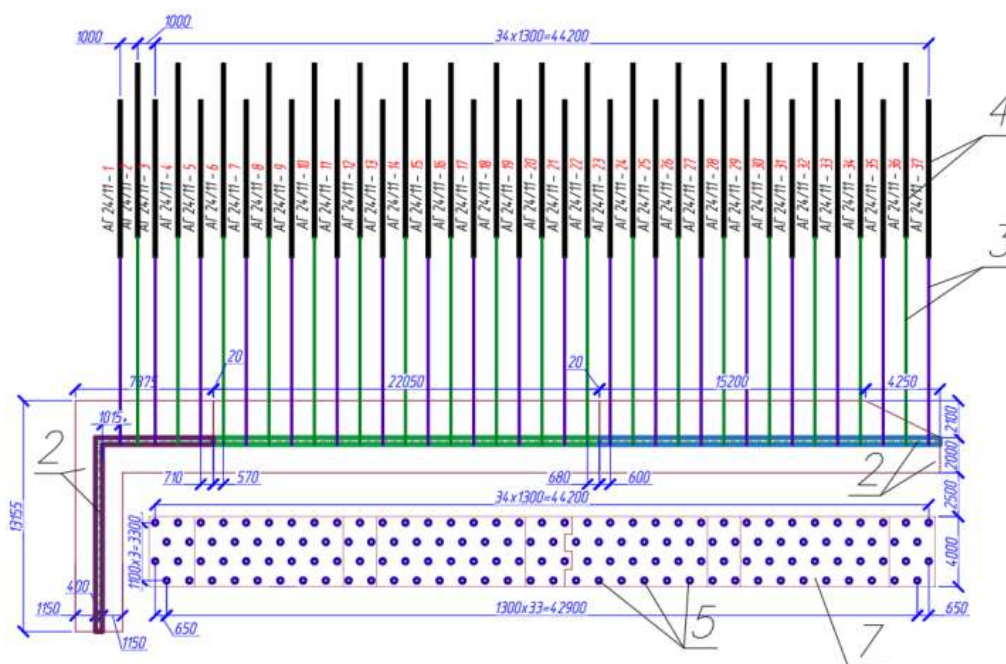 1000
1000
34x1300=44200
4
АГ 24/11 - 1
АГ 24/11 - 2
АГ 24/11 - 3
АГ 24/11 - 4
АГ 24/11 - 5
АГ 24/11 - 6
АГ 24/11 - 7
АГ 24/11 - 8
АГ 24/11 - 9
АГ 24/11 - 10
АГ 24/11 - 11
АГ 24/11 - 12
АГ 24/11 - 13
АГ 24/11 - 14
АГ 24/11 - 15
АГ 24/11 - 16
АГ 24/11 - 17
АГ 24/11 - 18
АГ 24/11 - 19
АГ 24/11 - 20
АГ 24/11 - 21
АГ 24/11 - 22
АГ 24/11 - 23
АГ 24/11 - 24
АГ 24/11 - 25
АГ 24/11 - 26
АГ 24/11 - 27
АГ 24/11 - 28
АГ 24/11 - 29
АГ 24/11 - 30
АГ 24/11 - 31
АГ 24/11 - 32
АГ 24/11 - 33
АГ 24/11 - 34
АГ 24/11 - 35
АГ 24/11 - 36
АГ 24/11 - 37
3
20
20
7875
22050
15200
4250
1015
2100
2
2
2000
710
570
680
600
2500
13155
34x1300=44200
1100x3=3300
4000
400
1150
1150
650
1300x33=42900
650
5
7